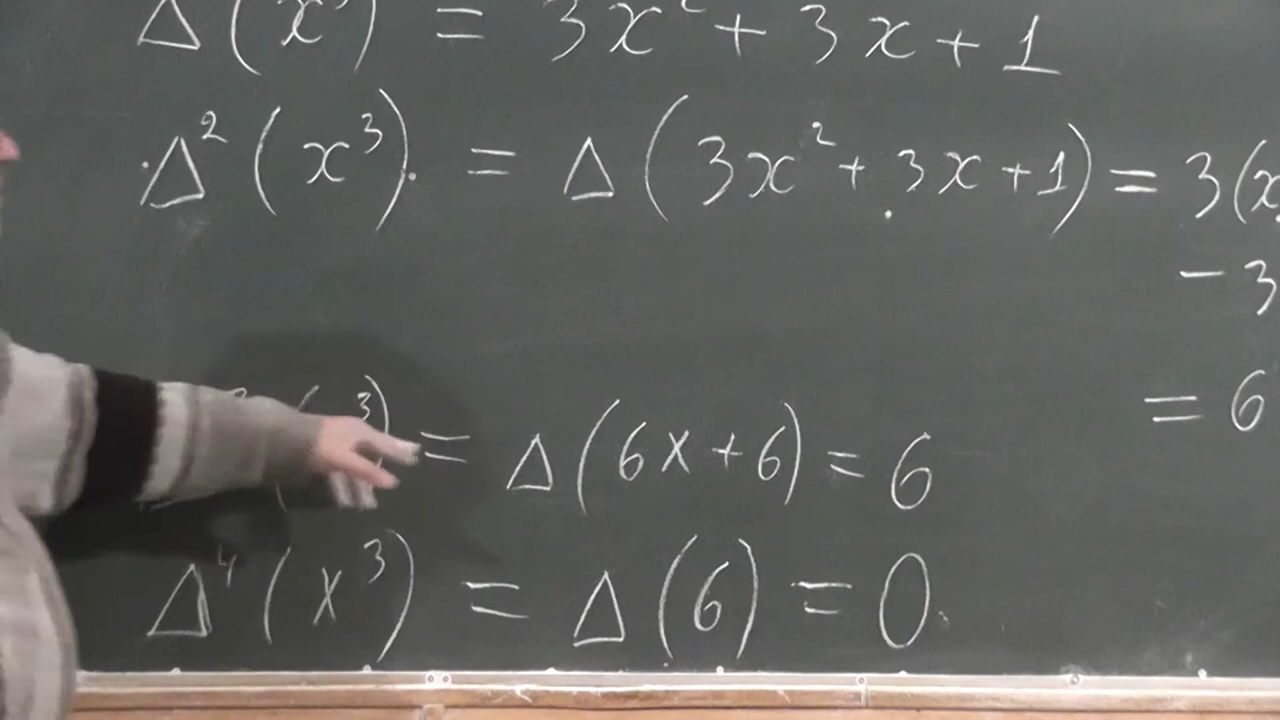 Δ(x³) = 3x² + 3x + 1
Δ²(x³) = Δ(3x² + 3x + 1) = 3(x
− 3
= 6
(³) = Δ(6x + 6) = 6
Δ⁴(x³) = Δ(6) = 0